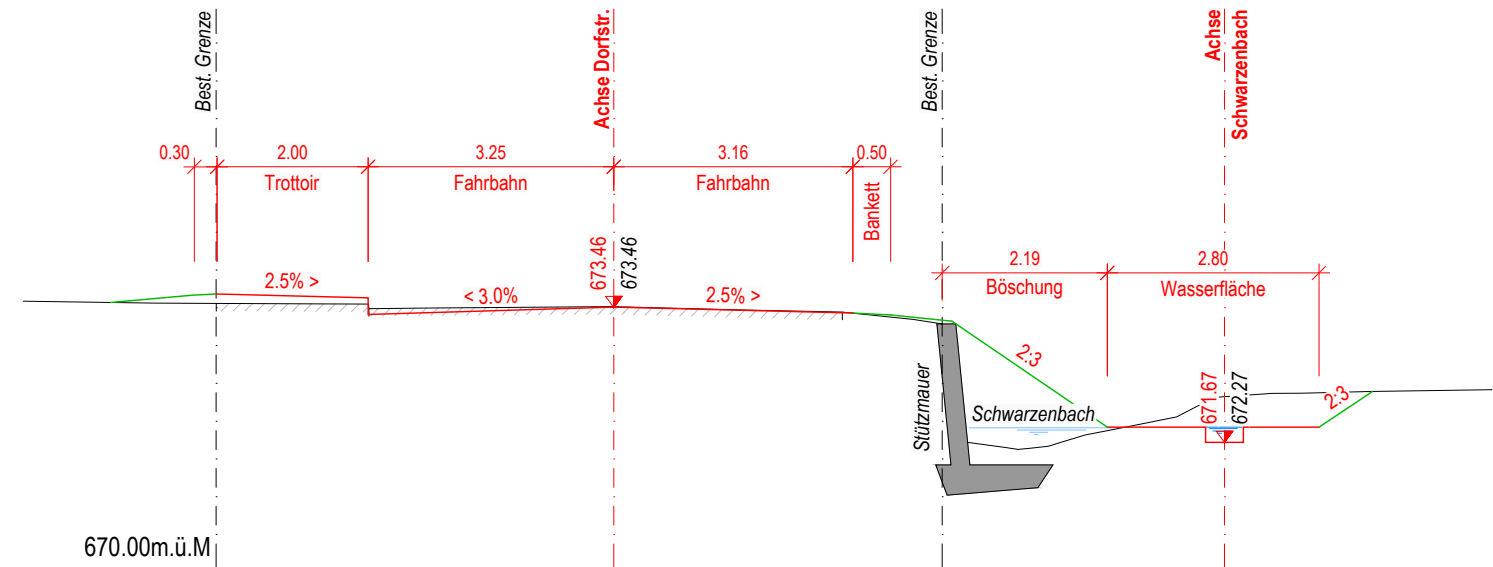 Best. Grenze
Achse Dorfstr.
Best. Grenze
Achse
Schwarzenbach
0.30
2.00
3.25
3.16
0.50
Trottoir
Fahrbahn
Fahrbahn
Bankett
673.46
673.46
2.19
2.80
Böschung
Wasserfläche
2.5% >
< 3.0%
2.5% >
2:3
Stützmauer
Schwarzenbach
671.67
672.27
2:3
670.00m.ü.M